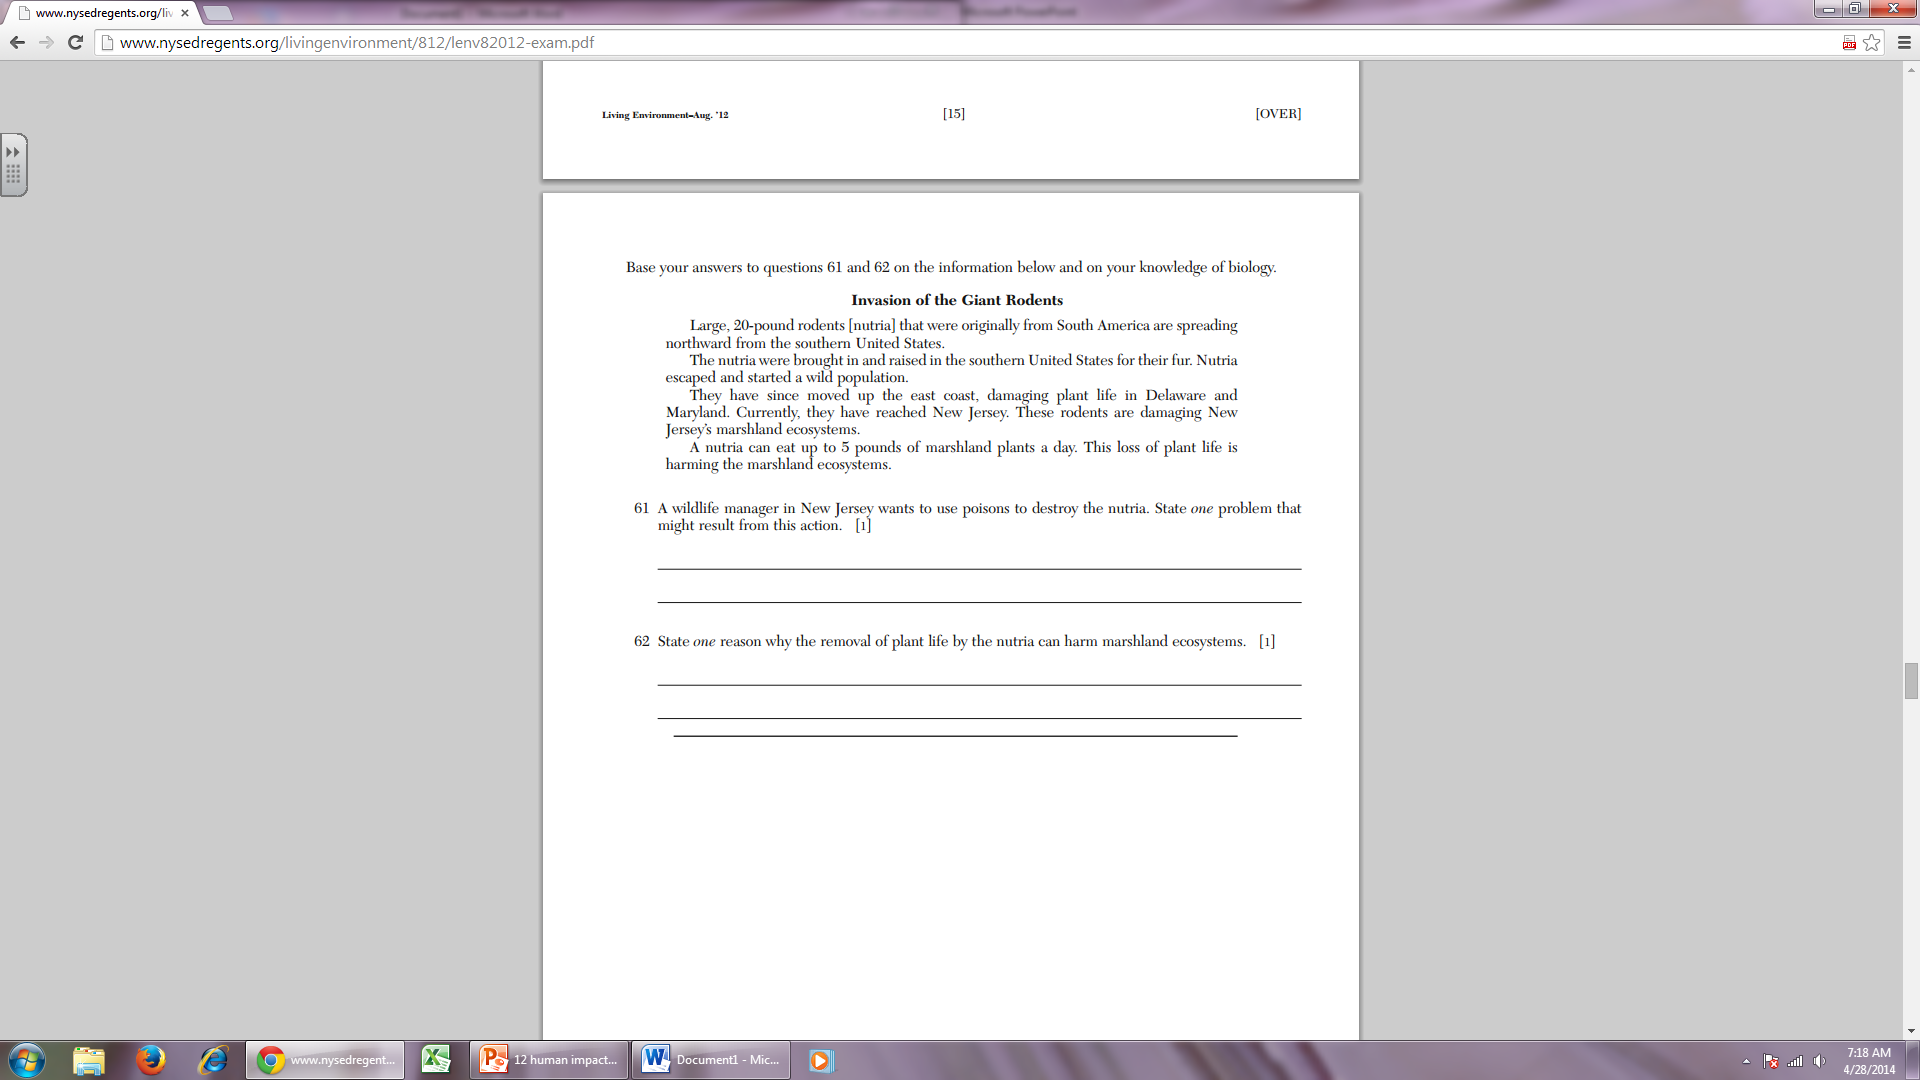 www.nysedregents.org/liv
www.nysedregents.org/livingenvironment/812/lenv82012-exam.pdf
Living Environment–Aug. '12 [15] [OVER]
Base your answers to questions 61 and 62 on the information below and on your knowledge of biology.
Invasion of the Giant Rodents
Large, 20-pound rodents [nutria] that were originally from South America are spreading
northward from the southern United States.
The nutria were brought in and raised in the southern United States for their fur. Nutria
escaped and started a wild population.
They have since moved up the east coast, damaging plant life in Delaware and
Maryland. Currently, they have reached New Jersey. These rodents are damaging New
Jersey's marshland ecosystems.
A nutria can eat up to 5 pounds of marshland plants a day. This loss of plant life is
harming the marshland ecosystems.
61 A wildlife manager in New Jersey wants to use poisons to destroy the nutria. State one problem that
might result from this action. [1]
62 State one reason why the removal of plant life by the nutria can harm marshland ecosystems. [1]
www.nysedregent... 12 human impact... Document1 - Mic... 7:18 AM
4/28/2014